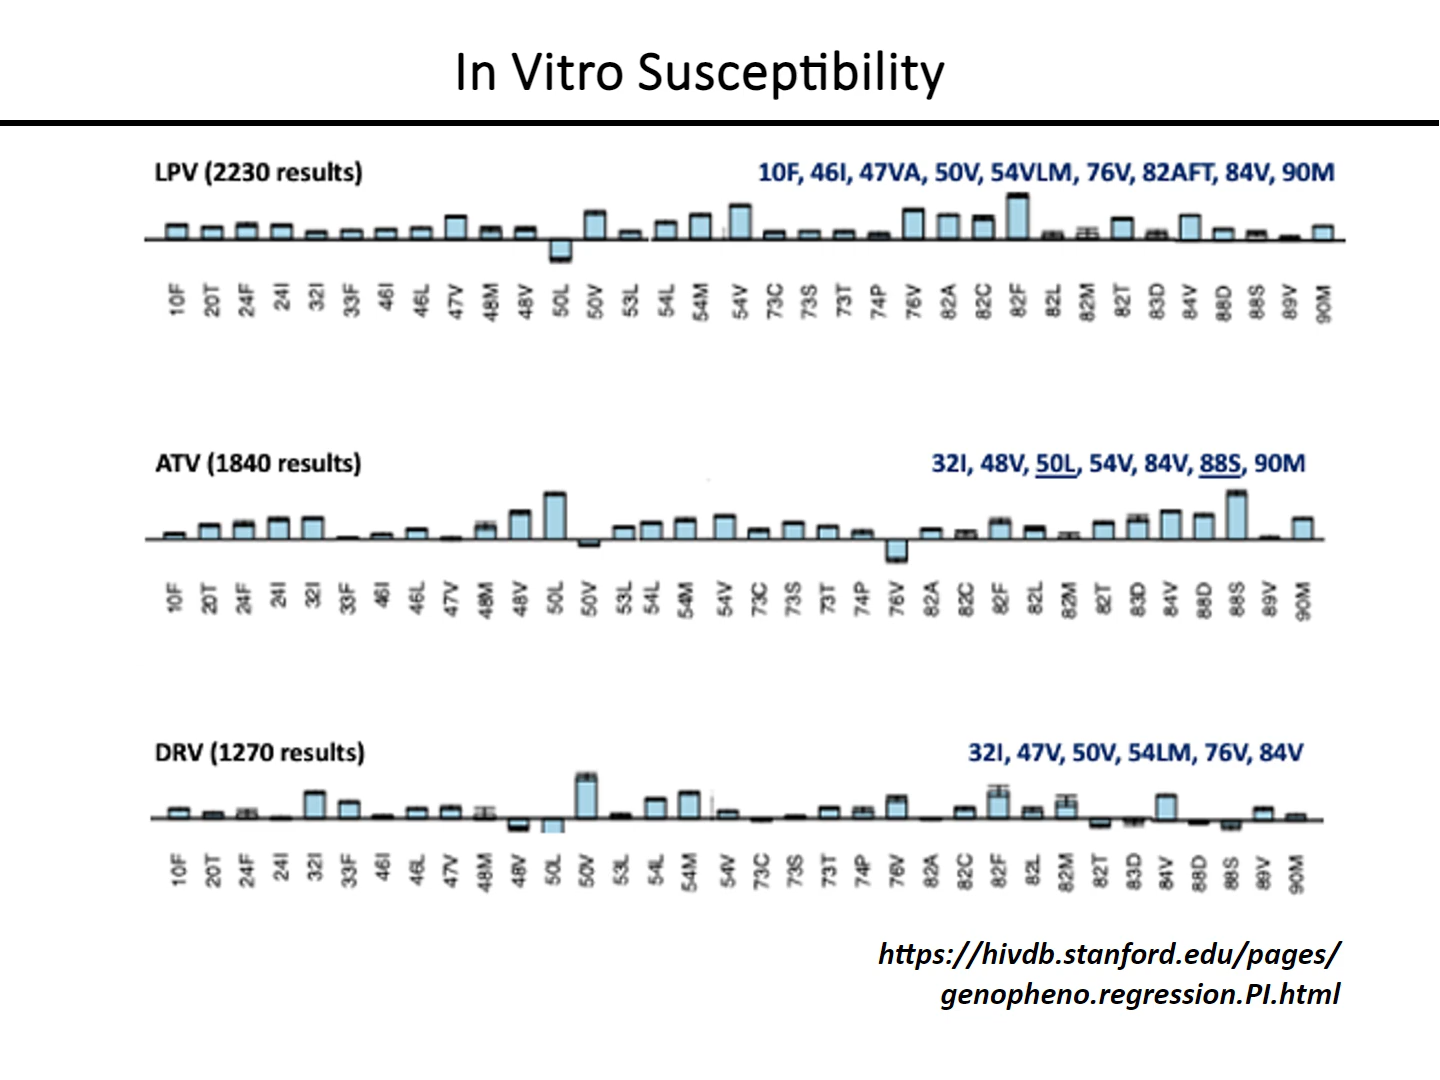 In Vitro Susceptibility
LPV (2230 results)
10F, 46I, 47VA, 50V, 54VLM, 76V, 82AFT, 84V, 90M
10F 20T 24F 24I 32I 33F 46I 46L 47V 48M 48V 50L 50V 53L 54L 54M 54V 73C 73S 73T 74P 76V 82A 82C 82F 82L 82M 82T 83D 84V 88D 88S 89V 90M
ATV (1840 results)
32I, 48V, 50L, 54V, 84V, 88S, 90M
10F 20T 24F 24I 32I 33F 46I 46L 47V 48M 48V 50L 50V 53L 54L 54M 54V 73C 73S 73T 74P 76V 82A 82C 82F 82L 82M 82T 83D 84V 88D 88S 89V 90M
DRV (1270 results)
32I, 47V, 50V, 54LM, 76V, 84V
10F 20T 24F 24I 32I 33F 46I 46L 47V 48M 48V 50L 50V 53L 54L 54M 54V 73C 73S 73T 74P 76V 82A 82C 82F 82L 82M 82T 83D 84V 88D 88S 89V 90M
https://hivdb.stanford.edu/pages/
genopheno.regression.PI.html